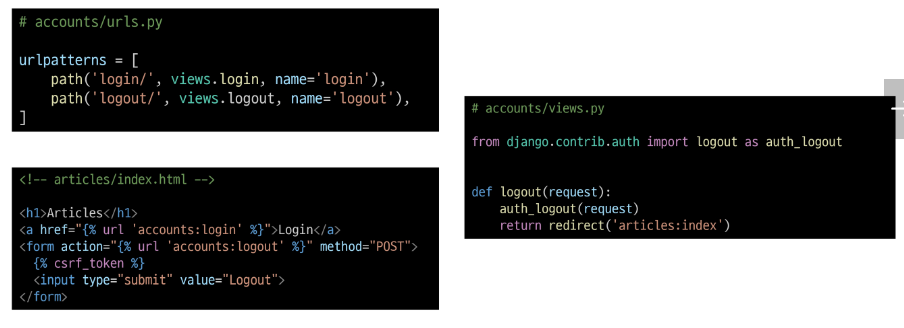 # accounts/urls.py
urlpatterns = [
    path('login/', views.login, name='login'),
    path('logout/', views.logout, name='logout'),
]
<!-- articles/index.html -->
<h1>Articles</h1>
<a href="{% url 'accounts:login' %}">Login</a>
<form action="{% url 'accounts:logout' %}" method="POST">
  {% csrf_token %}
  <input type="submit" value="Logout">
</form>
# accounts/views.py
from django.contrib.auth import logout as auth_logout
def logout(request):
    auth_logout(request)
    return redirect('articles:index')